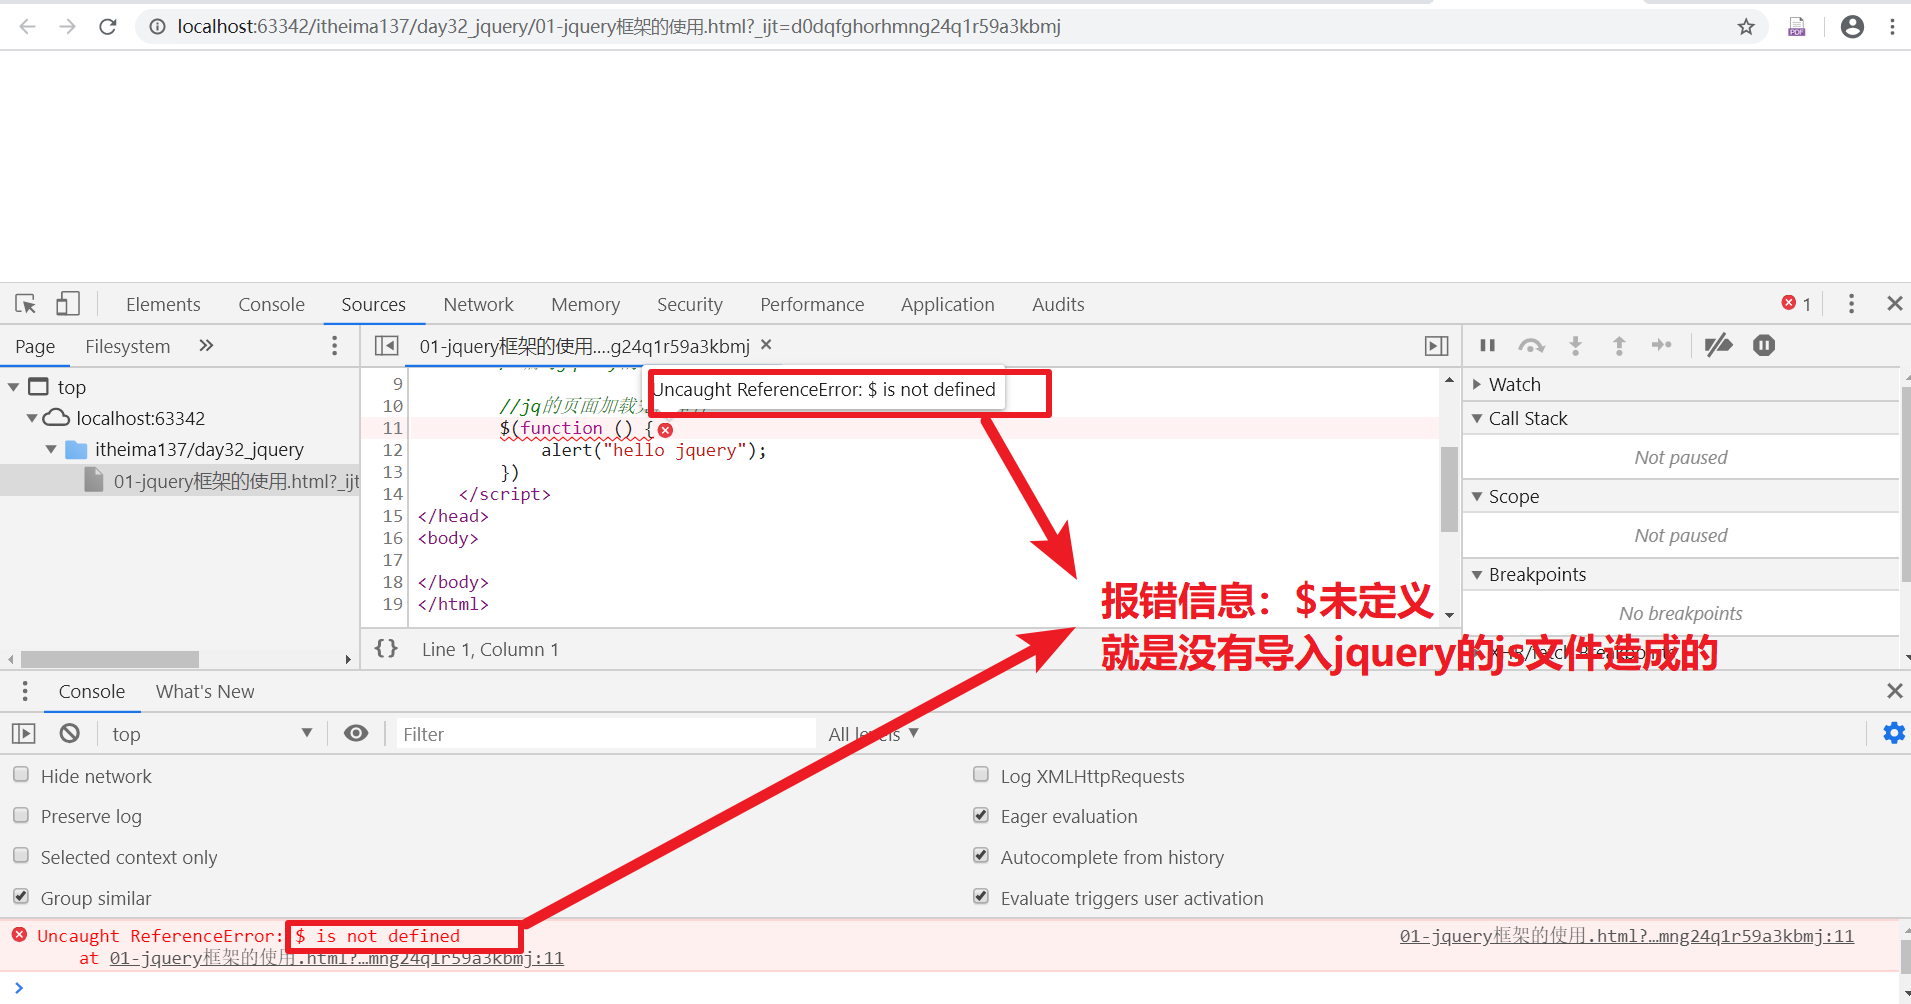 localhost:63342/itheima137/day32_jquery/01-jquery框架的使用.html?_ijt=d0dqfghorhmng24q1r59a3kbmj
PDF
Elements Console Sources Network Memory Security Performance Application Audits 1
Page Filesystem
01-jquery框架的使用....g24q1r59a3kbmj
top
localhost:63342
itheima137/day32_jquery
01-jquery框架的使用.html?_ijt
Uncaught ReferenceError: $ is not defined
9
10 //jq的页面加载
11 $(function () {
12 alert("hello jquery");
13 })
14 </script>
15 </head>
16 <body>
17
18 </body>
19 </html>
{} Line 1, Column 1
Watch
Call Stack
Not paused
Scope
Not paused
Breakpoints
No breakpoints
XHR/fetch Breakpoints
报错信息：$未定义
就是没有导入jquery的js文件造成的
Console What's New
top Filter All levels
Hide network Log XMLHttpRequests
Preserve log Eager evaluation
Selected context only Autocomplete from history
Group similar Evaluate triggers user activation
Uncaught ReferenceError: $ is not defined 01-jquery框架的使用.html?…mng24q1r59a3kbmj:11
at 01-jquery框架的使用.html?…mng24q1r59a3kbmj:11